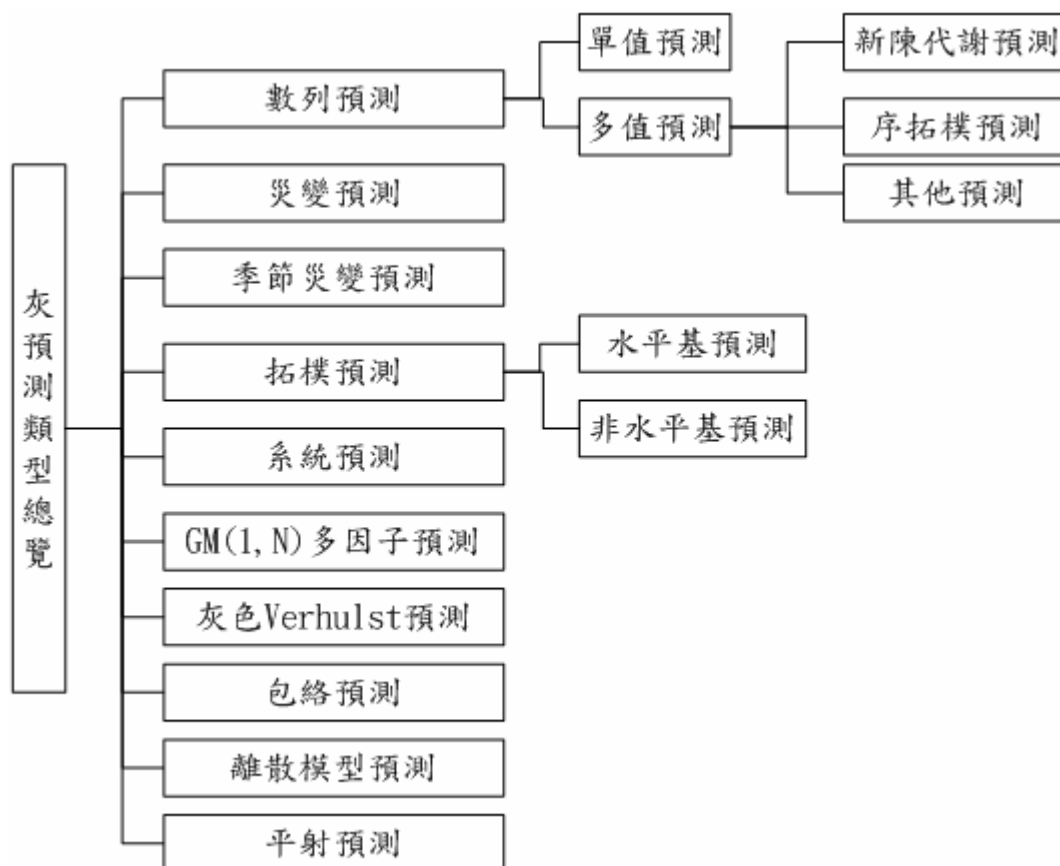 灰預測類型總覽
數列預測
單值預測
多值預測
新陳代謝預測
序拓樸預測
其他預測
災變預測
季節災變預測
拓樸預測
水平基預測
非水平基預測
系統預測
GM(1,N)多因子預測
灰色Verhulst預測
包絡預測
離散模型預測
平射預測